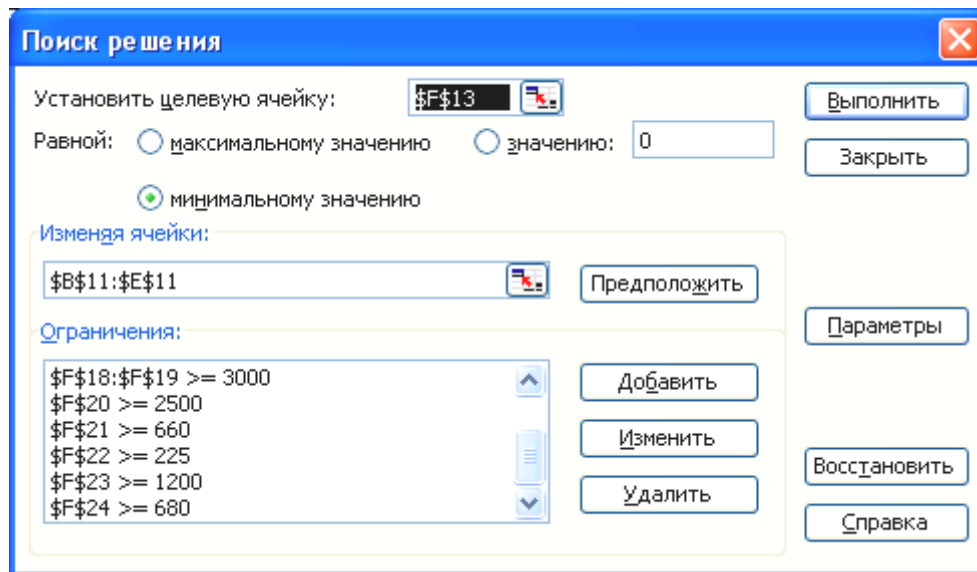 Поиск решения
Установить целевую ячейку: $F$13
Выполнить
Равной: максимальному значению значению: 0
Закрыть
минимальному значению
Изменяя ячейки:
$B$11:$E$11
Предположить
Параметры
Ограничения:
$F$18:$F$19 >= 3000
$F$20 >= 2500
$F$21 >= 660
$F$22 >= 225
$F$23 >= 1200
$F$24 >= 680
Добавить
Изменить
Удалить
Восстановить
Справка